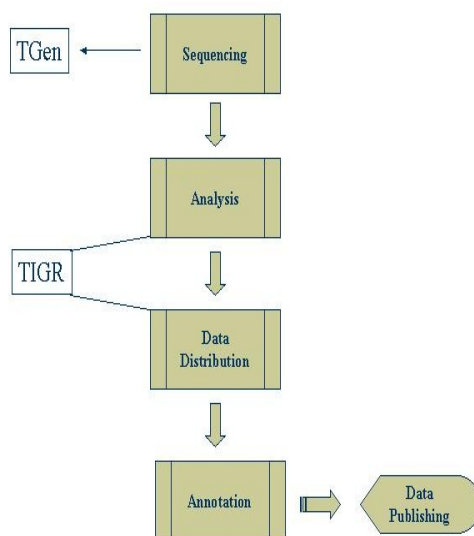 TGen
Sequencing
Analysis
TIGR
Data
Distribution
Annotation
Data
Publishing